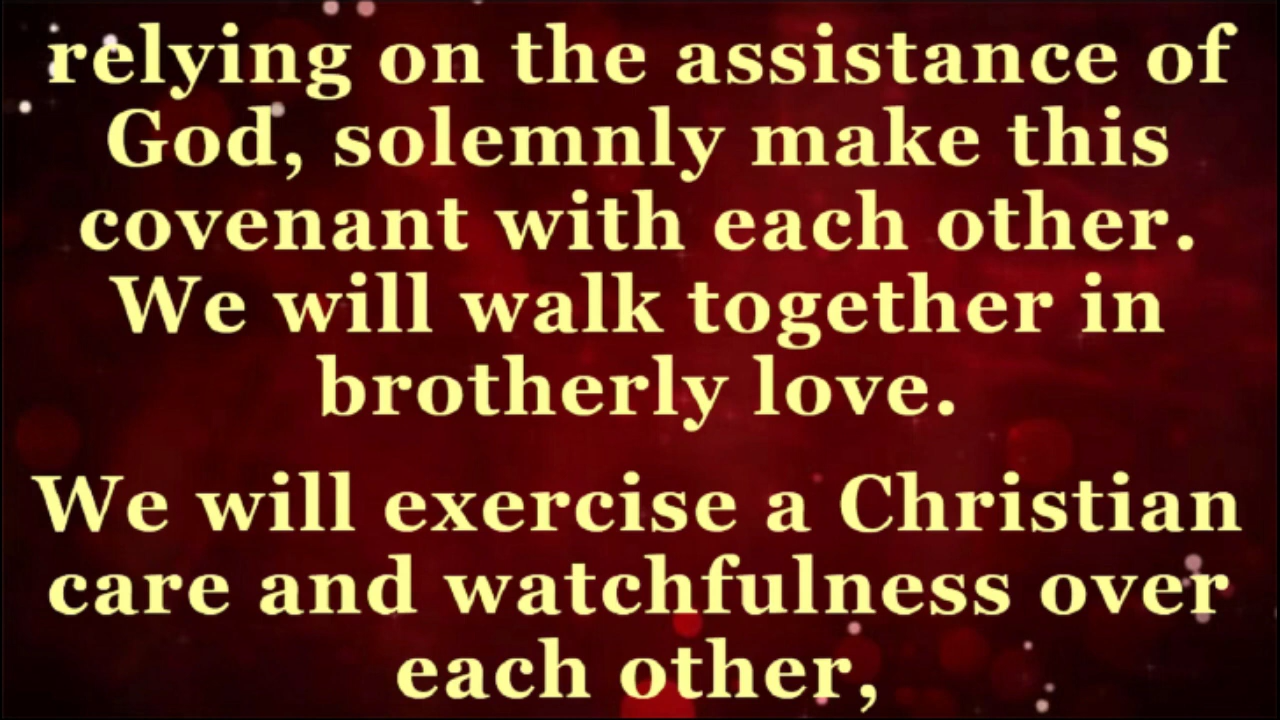 relying on the assistance of
God, solemnly make this
covenant with each other.
We will walk together in
brotherly love.
We will exercise a Christian
care and watchfulness over
each other,